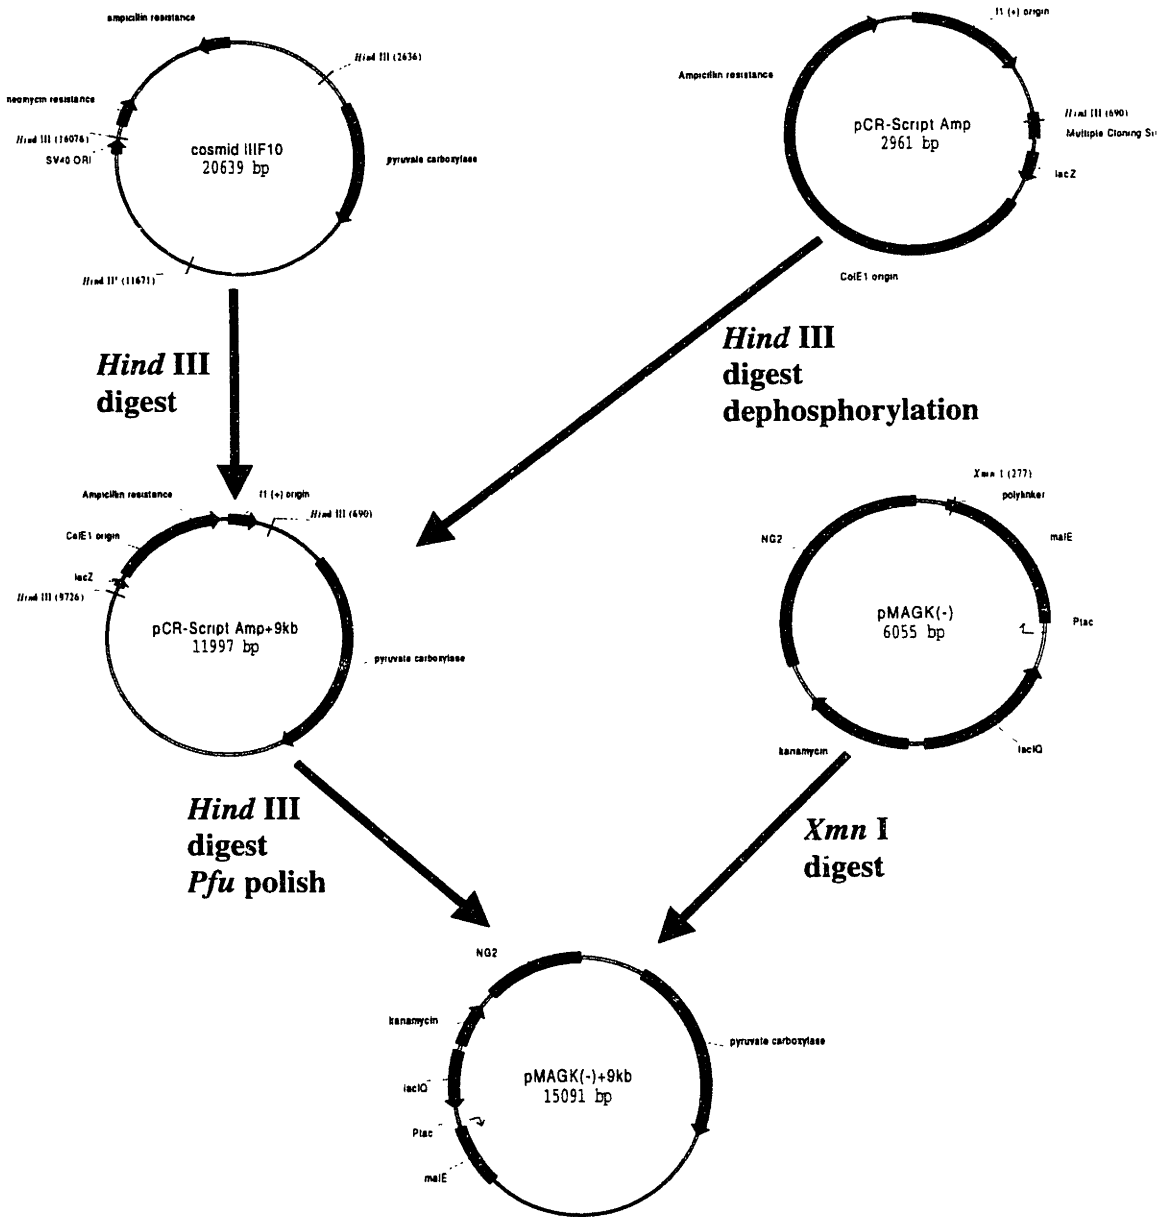 ampicillin resistance
Hind III (2636)
neomycin resistance
Hind III (16076)
SV40 ORI
cosmid IIIF10
20639 bp
pyruvate carboxylase
Hind II' (11671)
f1 (+) origin
Ampicillin resistance
Hind III (690)
pCR-Script Amp
2961 bp
Multiple Cloning Si
lacZ
ColE1 origin
Hind III
digest
Hind III
digest
dephosphorylation
Ampicillin resistance
f1 (+) origin
Hind III (690)
ColE1 origin
lacZ
Hind III (9726)
pCR-Script Amp+9kb
11997 bp
pyruvate carboxylase
Xmn I (277)
polylinker
NG2
malE
pMAGK(-)
6055 bp
Ptac
kanamycin
lacIQ
Hind III
digest
Pfu polish
Xmn I
digest
NG2
kanamycin
pyruvate carboxylase
lacIQ
pMAGK(-)+9kb
15091 bp
Ptac
malE